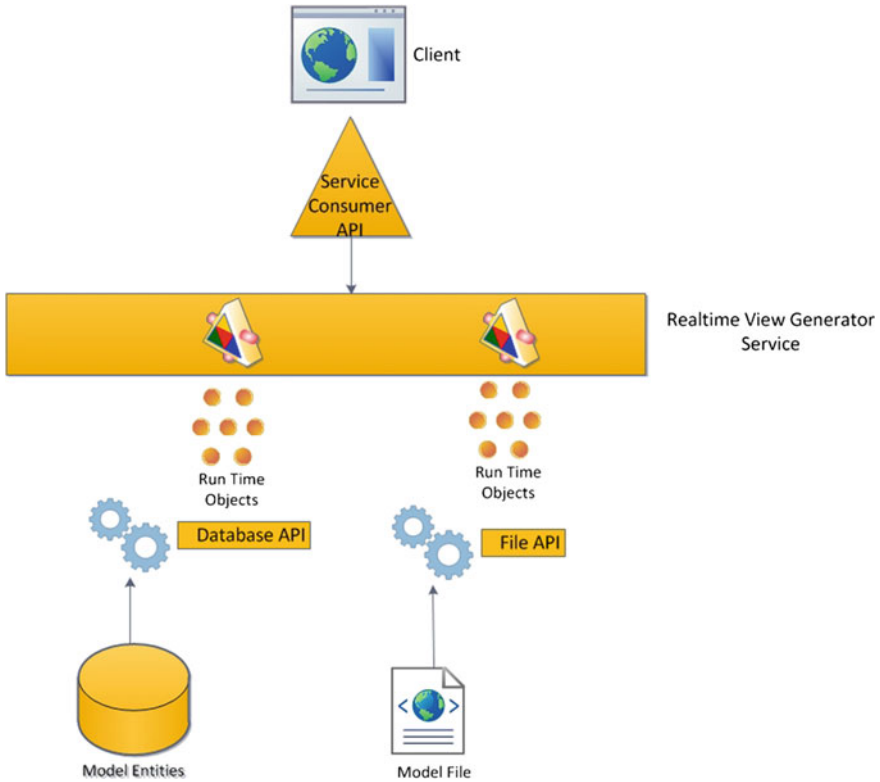 Client
Service
Consumer
API
Realtime View Generator
Service
Run Time
Objects
Run Time
Objects
Database API
File API
Model Entities
Model File